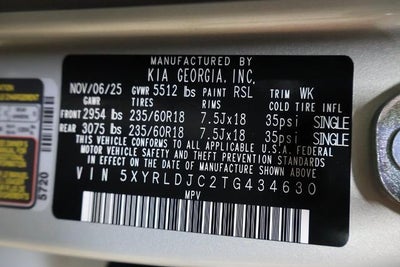 MANUFACTURED BY
KIA GEORGIA, INC.
NOV/06/25 GVWR 5512 lbs PAINT RSL TRIM WK
GAWR TIRES RIMS COLD TIRE INFL
FRONT 2954 lbs 235/60R18 7.5Jx18 35psi SINGLE
REAR 3075 lbs 235/60R18 7.5Jx18 35psi SINGLE
THIS VEHICLE CONFORMS TO ALL APPLICABLE U.S.A. FEDERAL
MOTOR VEHICLE SAFETY AND THEFT PREVENTION STANDARDS
IN EFFECT ON THE DATE OF MANUFACTURE SHOWN ABOVE.
VIN 5XYRLDJC2TG434630
MPV
5720